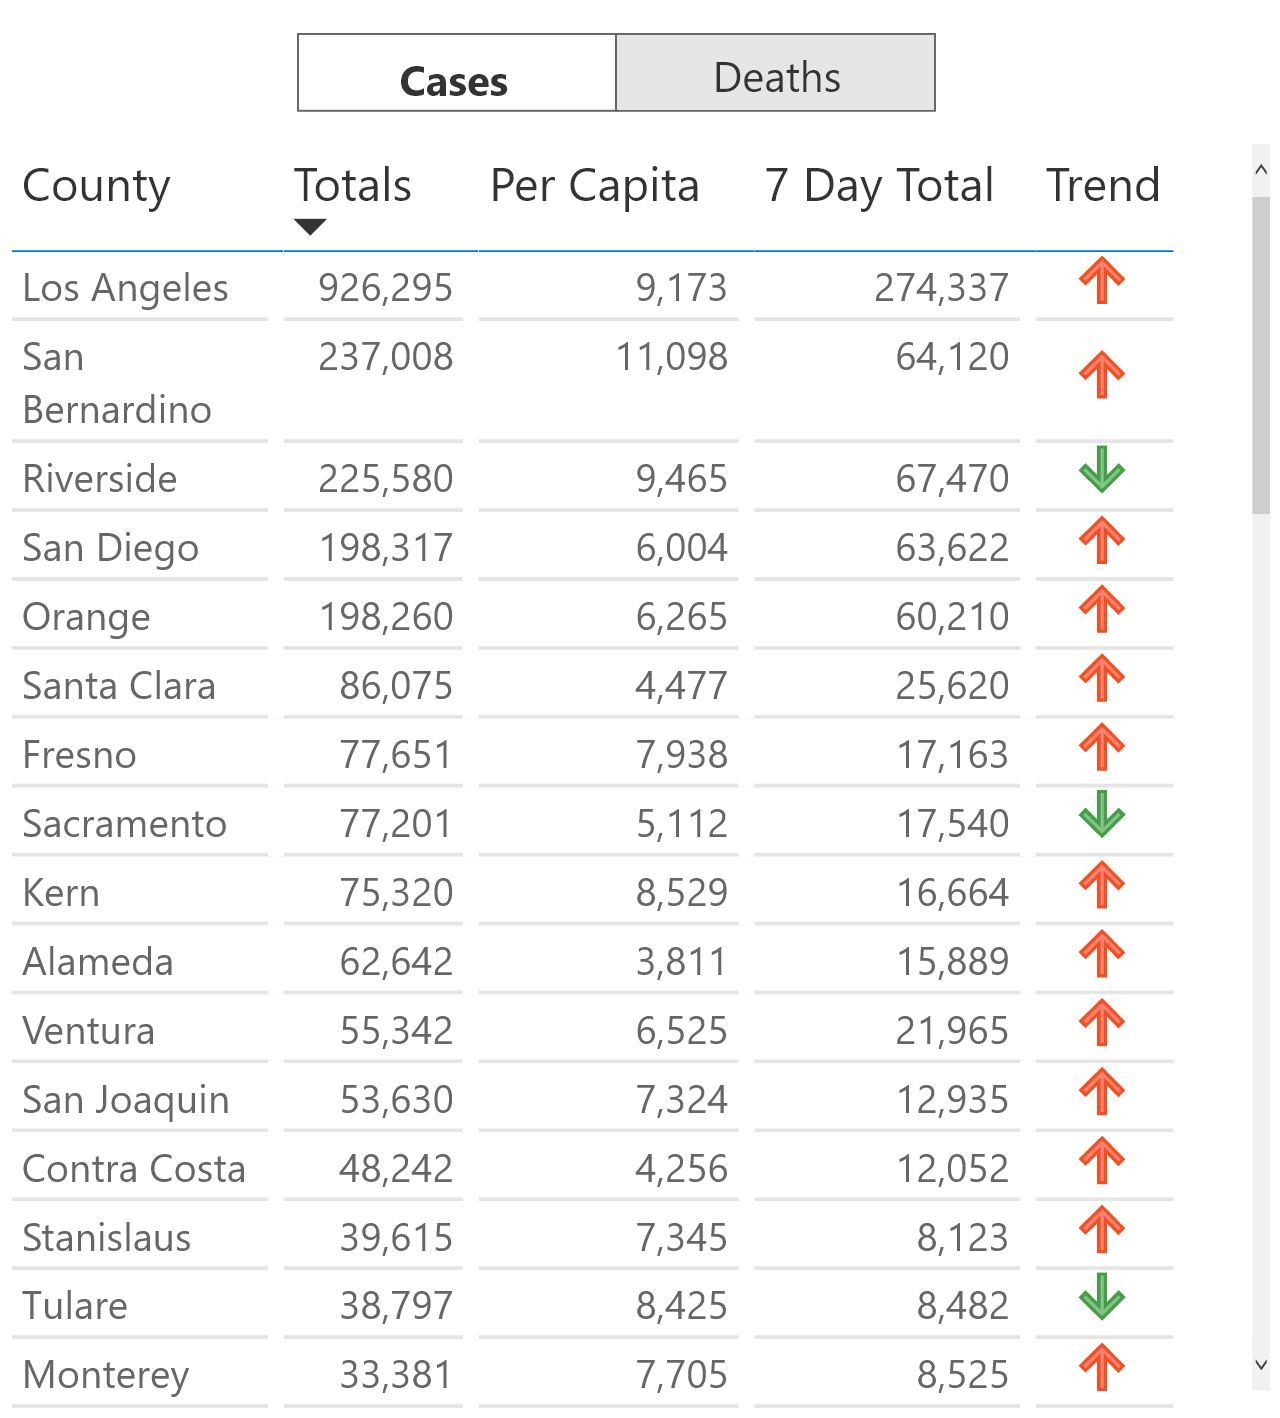 Cases Deaths
County Totals Per Capita 7 Day Total Trend
Los Angeles 926,295 9,173 274,337
San 237,008 11,098 64,120
Bernardino
Riverside 225,580 9,465 67,470
San Diego 198,317 6,004 63,622
Orange 198,260 6,265 60,210
Santa Clara 86,075 4,477 25,620
Fresno 77,651 7,938 17,163
Sacramento 77,201 5,112 17,540
Kern 75,320 8,529 16,664
Alameda 62,642 3,811 15,889
Ventura 55,342 6,525 21,965
San Joaquin 53,630 7,324 12,935
Contra Costa 48,242 4,256 12,052
Stanislaus 39,615 7,345 8,123
Tulare 38,797 8,425 8,482
Monterey 33,381 7,705 8,525